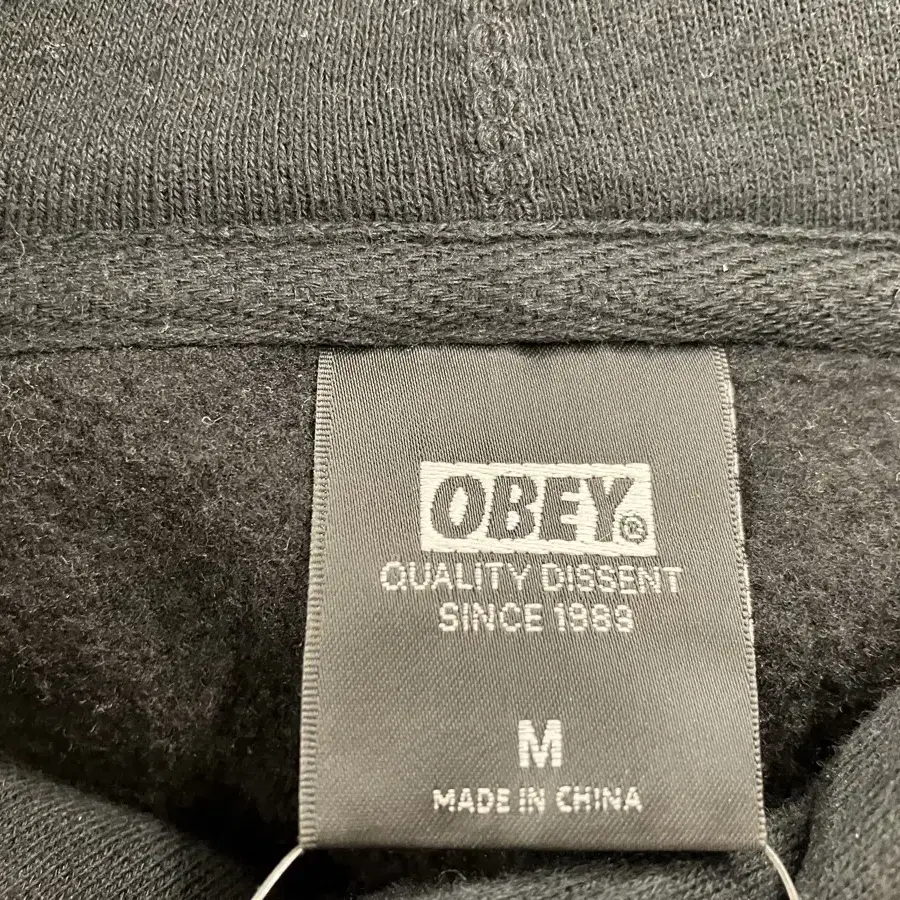 OBEY®
QUALITY DISSENT
SINCE 1989
M
MADE IN CHINA